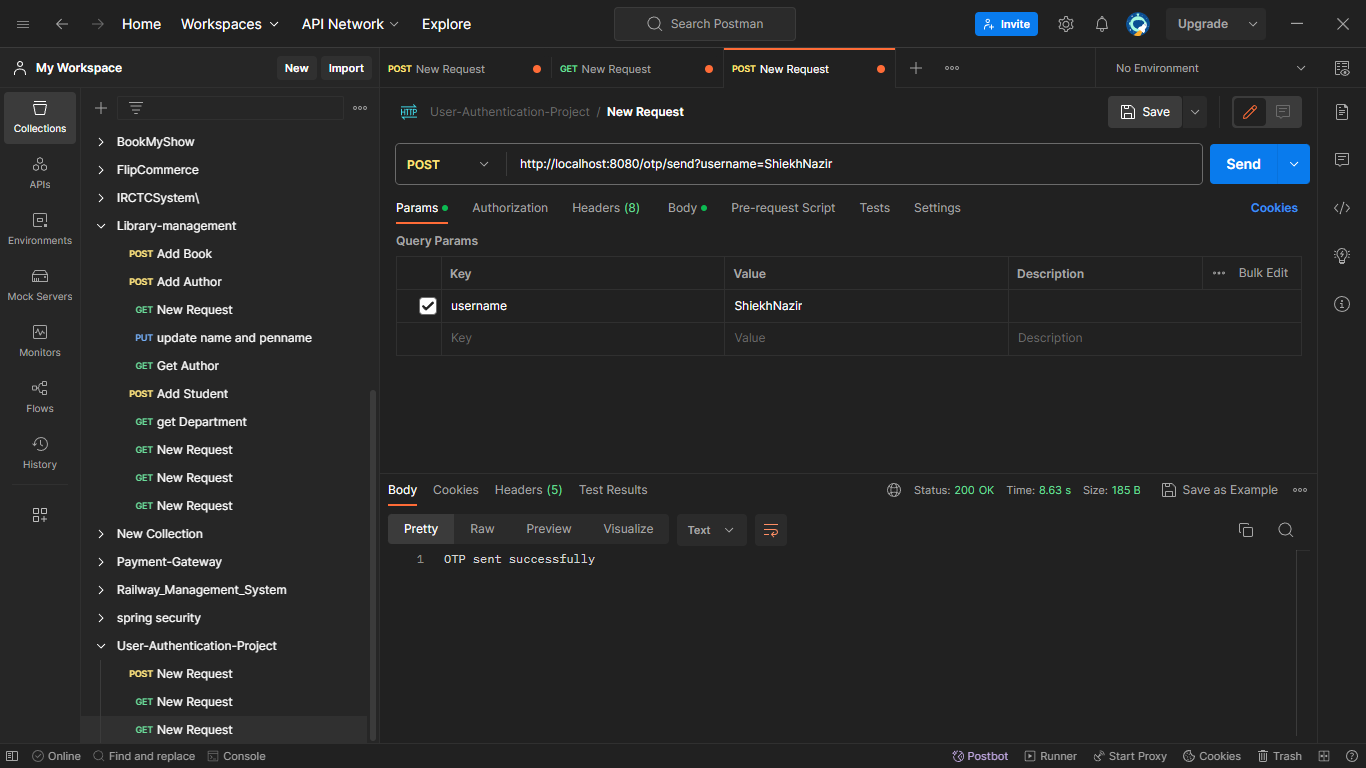 Home Workspaces API Network Explore Search Postman Invite Upgrade
My Workspace New Import POST New Request GET New Request POST New Request No Environment
Collections
APIs
Environments
Mock Servers
Monitors
Flows
History
BookMyShow
FlipCommerce
IRCTCSystem\
Library-management
POST Add Book
POST Add Author
GET New Request
PUT update name and penname
GET Get Author
POST Add Student
GET get Department
GET New Request
GET New Request
GET New Request
New Collection
Payment-Gateway
Railway_Management_System
spring security
User-Authentication-Project
POST New Request
GET New Request
GET New Request
HTTP User-Authentication-Project / New Request Save
POST http://localhost:8080/otp/send?username=ShiekhNazir Send
Params Authorization Headers (8) Body Pre-request Script Tests Settings Cookies
Query Params
Key Value Description Bulk Edit
username ShiekhNazir
Key Value Description
Body Cookies Headers (5) Test Results Status: 200 OK Time: 8.63 s Size: 185 B Save as Example
Pretty Raw Preview Visualize Text
1 OTP sent successfully
Online Find and replace Console Postbot Runner Start Proxy Cookies Trash